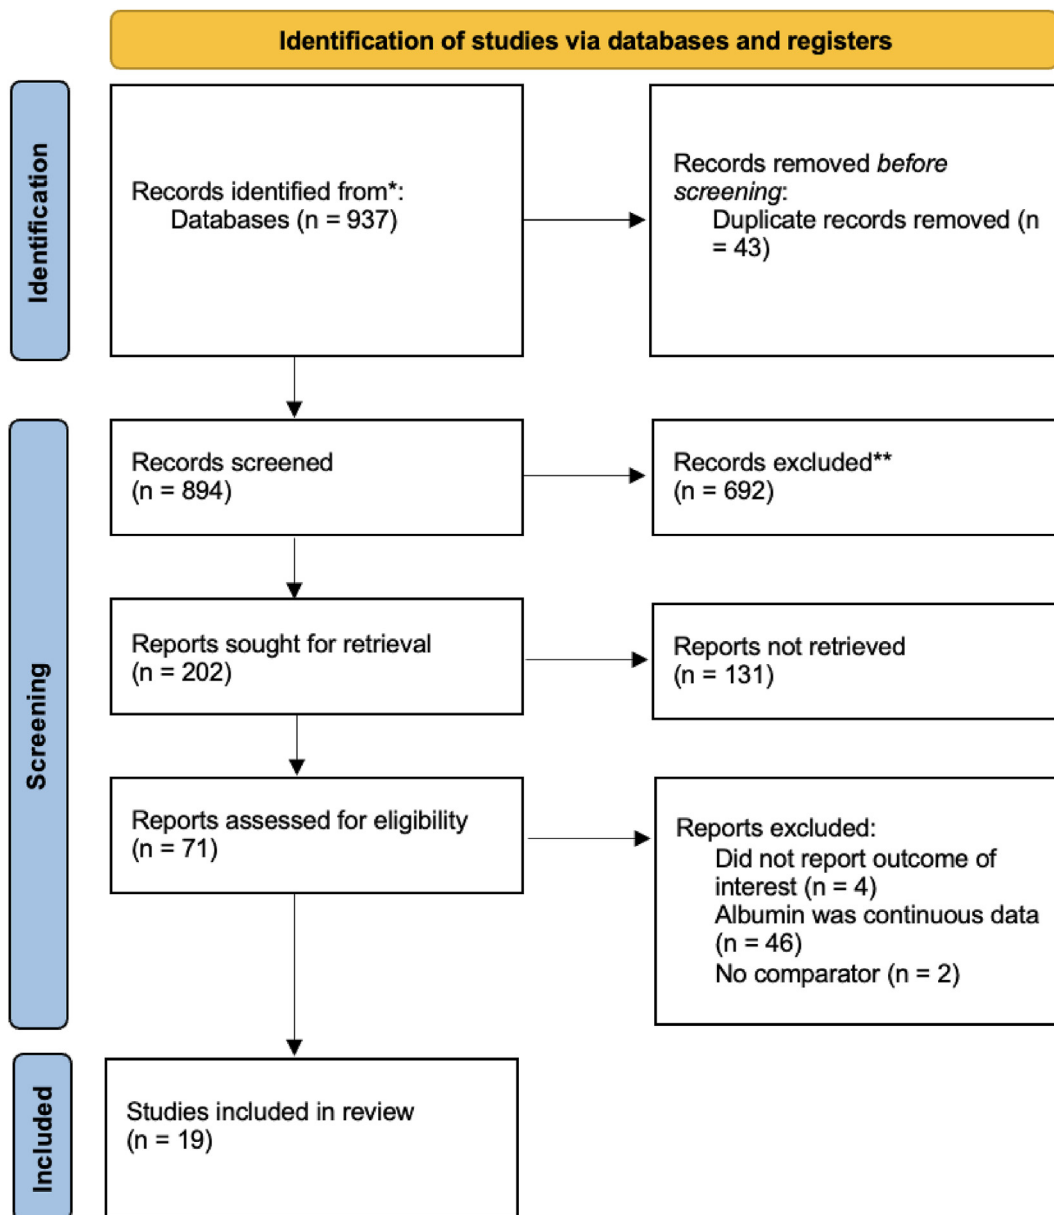 Identification of studies via databases and registers
Identification
Records identified from*:
Databases (n = 937)
Records removed before
screening:
Duplicate records removed (n
= 43)
Screening
Records screened
(n = 894)
Records excluded**
(n = 692)
Reports sought for retrieval
(n = 202)
Reports not retrieved
(n = 131)
Reports assessed for eligibility
(n = 71)
Reports excluded:
Did not report outcome of
interest (n = 4)
Albumin was continuous data
(n = 46)
No comparator (n = 2)
Included
Studies included in review
(n = 19)